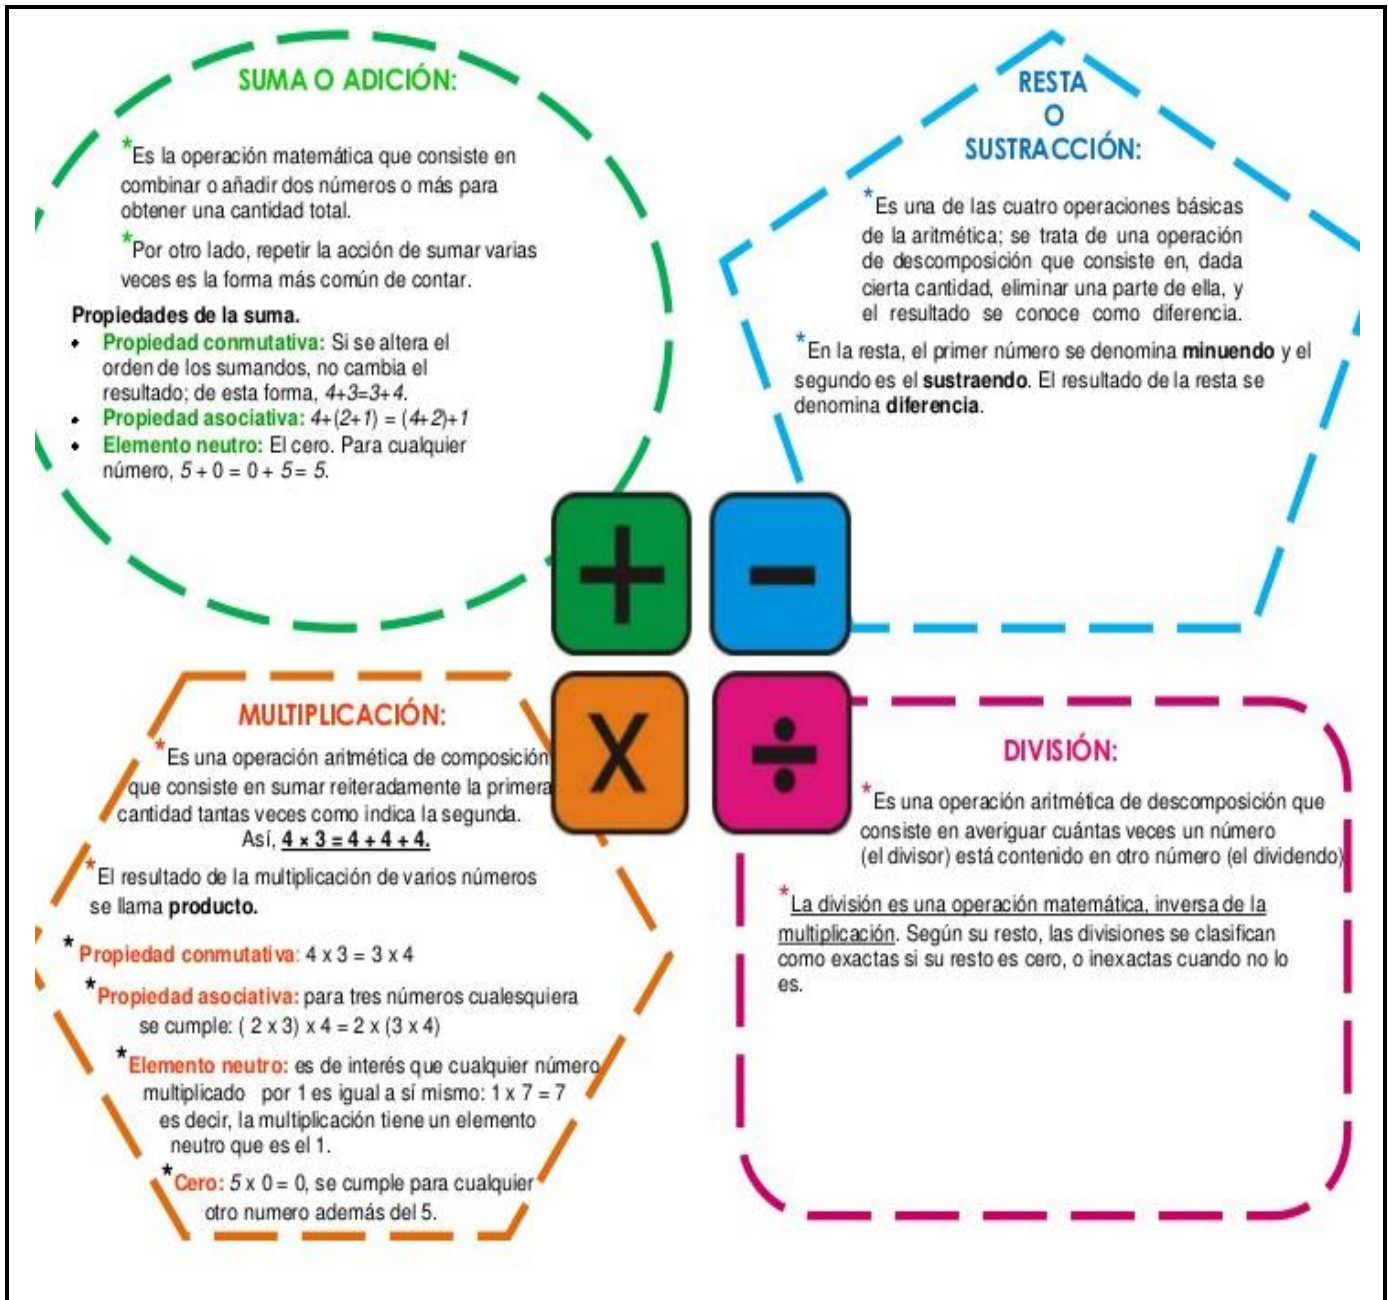 SUMA O ADICIÓN:
*Es la operación matemática que consiste en
combinar o añadir dos números o más para
obtener una cantidad total.
*Por otro lado, repetir la acción de sumar varias
veces es la forma más común de contar.
Propiedades de la suma.
• Propiedad conmutativa: Si se altera el
orden de los sumandos, no cambia el
resultado; de esta forma, 4+3=3+4.
• Propiedad asociativa: 4+(2+1) = (4+2)+1
• Elemento neutro: El cero. Para cualquier
número, 5 + 0 = 0 + 5 = 5.
RESTA
O
SUSTRACCIÓN:
*Es una de las cuatro operaciones básicas
de la aritmética; se trata de una operación
de descomposición que consiste en, dada
cierta cantidad, eliminar una parte de ella, y
el resultado se conoce como diferencia.
*En la resta, el primer número se denomina minuendo y el
segundo es el sustraendo. El resultado de la resta se
denomina diferencia.
+ −
X ÷
MULTIPLICACIÓN:
*Es una operación aritmética de composición
que consiste en sumar reiteradamente la primera
cantidad tantas veces como indica la segunda.
Así, 4 × 3 = 4 + 4 + 4.
*El resultado de la multiplicación de varios números
se llama producto.
*Propiedad conmutativa: 4 x 3 = 3 x 4
*Propiedad asociativa: para tres números cualesquiera
se cumple: ( 2 x 3) x 4 = 2 x (3 x 4)
*Elemento neutro: es de interés que cualquier número
multiplicado por 1 es igual a sí mismo: 1 x 7 = 7
es decir, la multiplicación tiene un elemento
neutro que es el 1.
*Cero: 5 x 0 = 0, se cumple para cualquier
otro numero además del 5.
DIVISIÓN:
*Es una operación aritmética de descomposición que
consiste en averiguar cuántas veces un número
(el divisor) está contenido en otro número (el dividendo)
*La división es una operación matemática, inversa de la
multiplicación. Según su resto, las divisiones se clasifican
como exactas si su resto es cero, o inexactas cuando no lo
es.